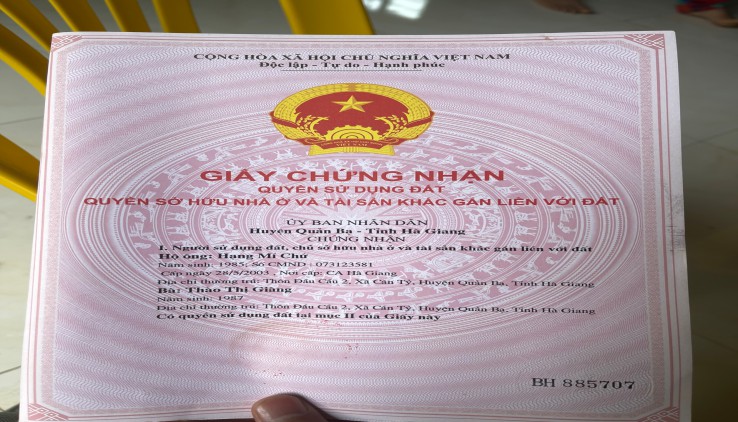 CỘNG HÒA XÃ HỘI CHỦ NGHĨA VIỆT NAM
Độc lập - Tự do - Hạnh phúc
VIỆT NAM
GIẤY CHỨNG NHẬN
QUYỀN SỬ DỤNG ĐẤT
QUYỀN SỞ HỮU NHÀ Ở VÀ TÀI SẢN KHÁC GẮN LIỀN VỚI ĐẤT
ỦY BAN NHÂN DÂN
Huyện Quản Bạ - Tỉnh Hà Giang
CHỨNG NHẬN
I. Người sử dụng đất, chủ sở hữu nhà ở và tài sản khác gắn liền với đất
Hộ ông: Hạng Mí Chứ
Năm sinh: 1985, Số CMND : 073123581
Cấp ngày 28/5/2003 , Nơi cấp: CA Hà Giang
Địa chỉ thường trú: Thôn Đầu Cầu 2, Xã Cán Tỷ, Huyện Quản Bạ, Tỉnh Hà Giang
Bà: Thào Thị Giàng
Năm sinh: 1987
Địa chỉ thường trú: Thôn Đầu Cầu 2, Xã Cán Tỷ, Huyện Quản Bạ, Tỉnh Hà Giang
Có quyền sử dụng đất tại mục II của Giấy này
BH 885707